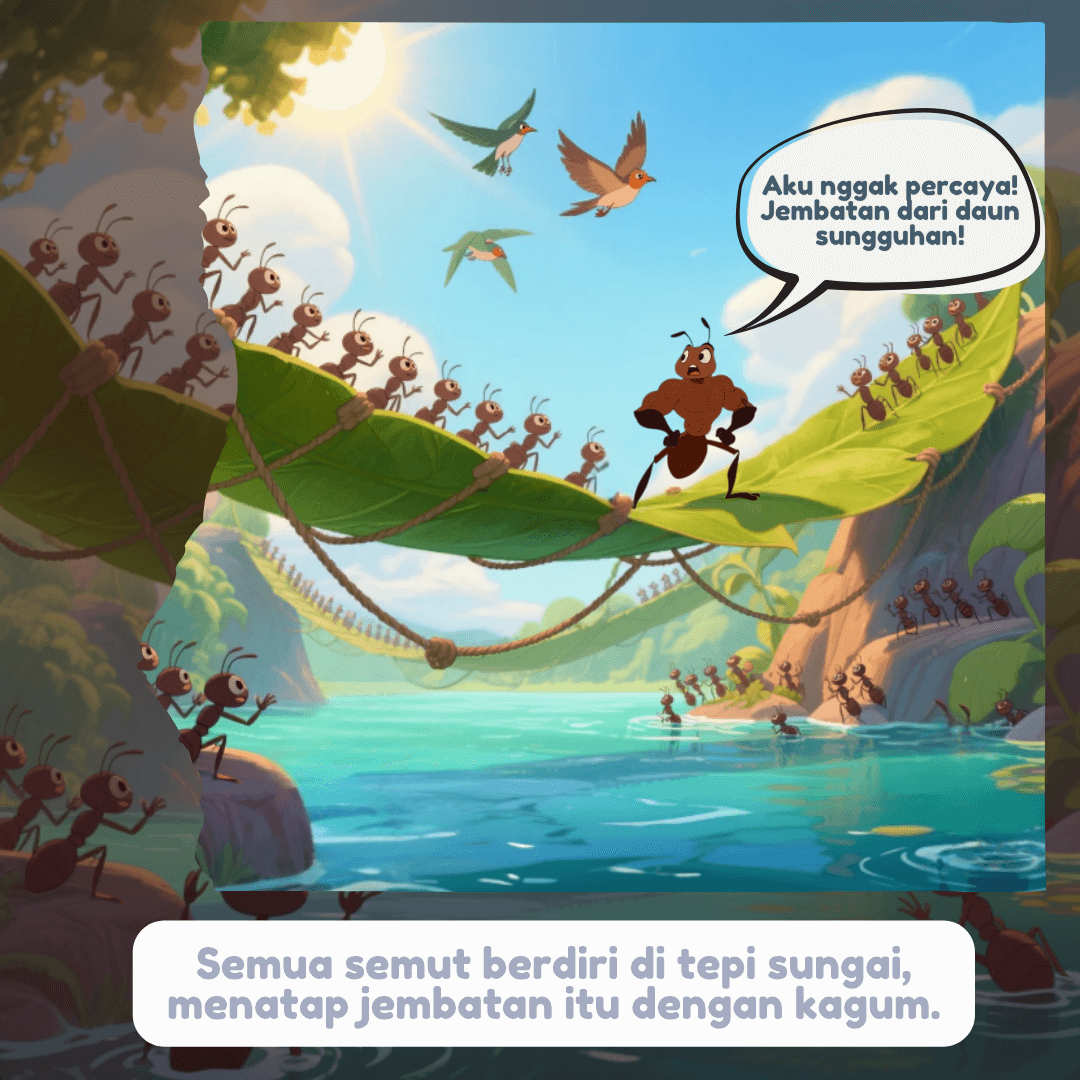 Aku nggak percaya!
Jembatan dari daun
sungguhan!
Semua semut berdiri di tepi sungai,
menatap jembatan itu dengan kagum.